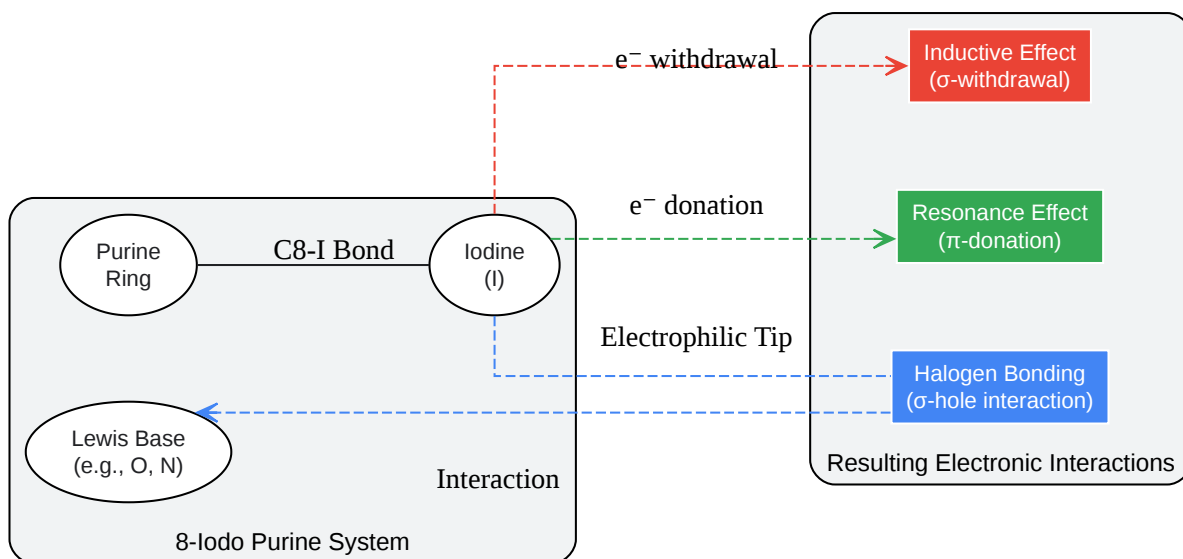 e⁻ withdrawal
Inductive Effect
(σ-withdrawal)
e⁻ donation
Resonance Effect
(π-donation)
Purine
Ring
C8-I Bond
Iodine
(I)
Electrophilic Tip
Halogen Bonding
(σ-hole interaction)
Lewis Base
(e.g., O, N)
Interaction
Resulting Electronic Interactions
8-Iodo Purine System